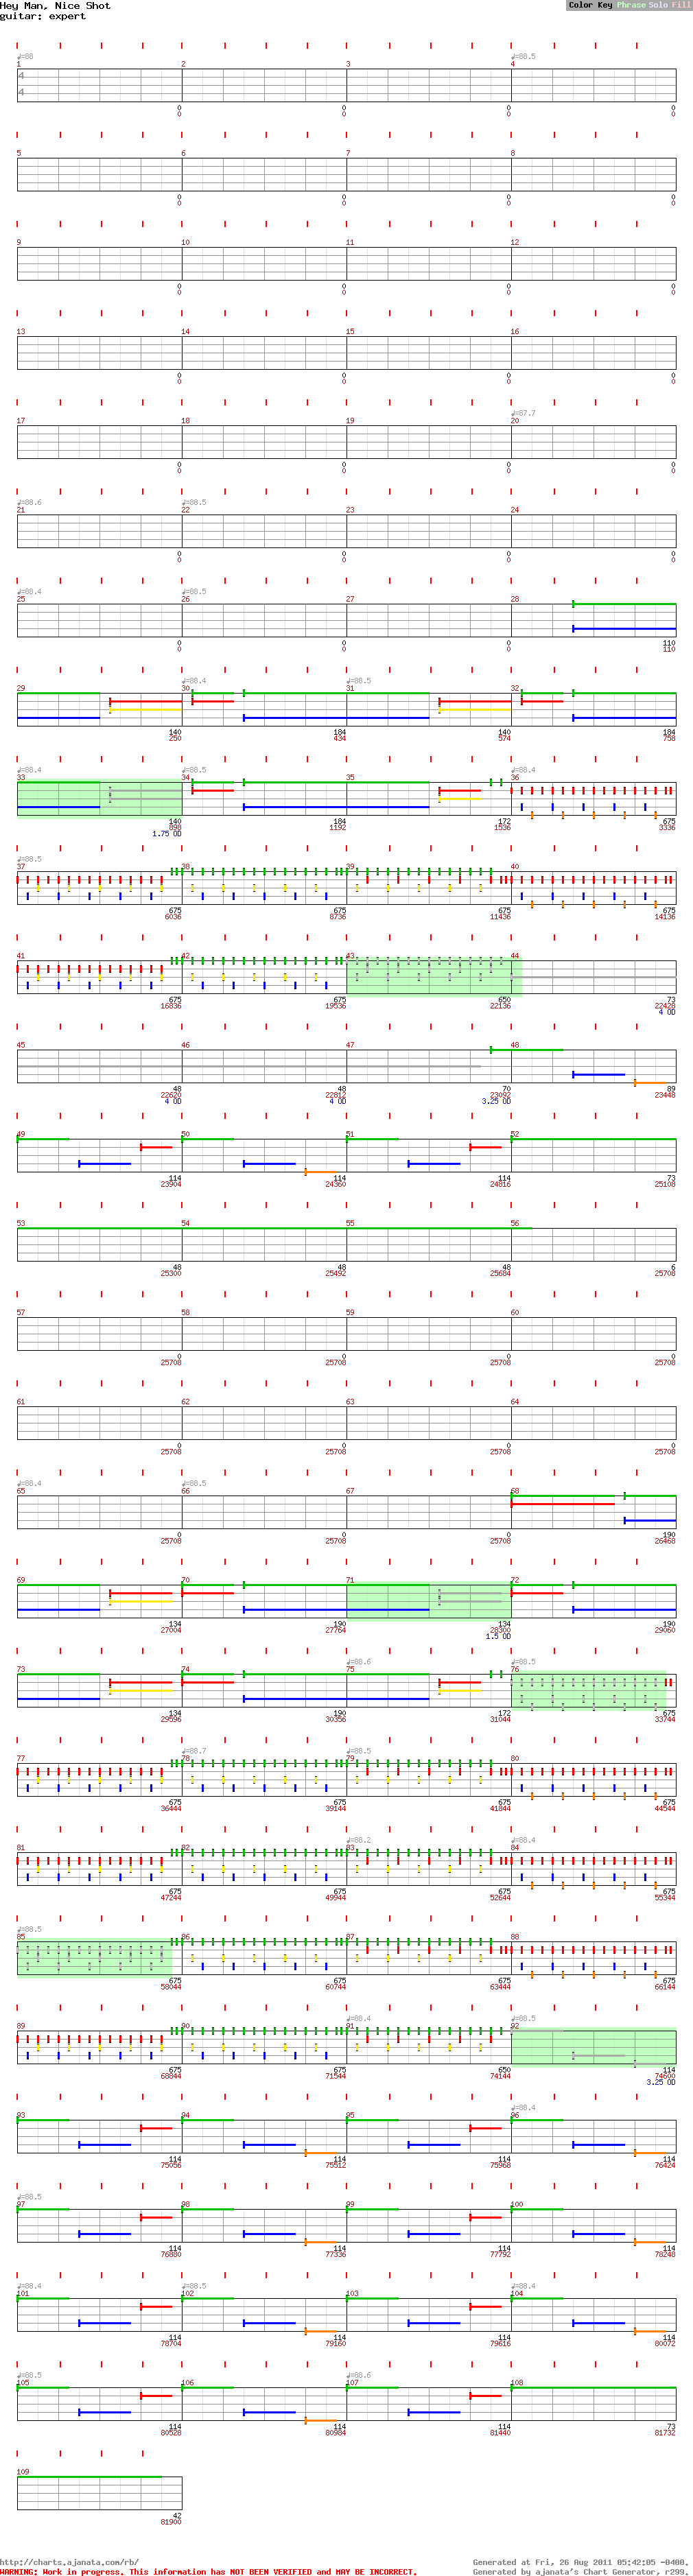 Hey Man, Nice Shot
guitar: expert
Color Key Phrase Solo Fill
♩=88 ♩=88.5
1 2 3 4
4
4
0 0 0 0
0 0 0 0
5 6 7 8
0 0 0 0
0 0 0 0
9 10 11 12
0 0 0 0
0 0 0 0
13 14 15 16
0 0 0 0
0 0 0 0
♩=87.7
17 18 19 20
0 0 0 0
0 0 0 0
♩=88.6 ♩=88.5
21 22 23 24
0 0 0 0
0 0 0 0
♩=88.4 ♩=88.5
25 26 27 28
0 0 0 110
0 0 0 110
♩=88.4 ♩=88.5
29 30 31 32
140 184 140 184
250 434 574 758
♩=88.4 ♩=88.5 ♩=88.4
33 34 35 36
140 184 172 675
898 1192 1536 3336
1.75 OD
♩=88.5
37 38 39 40
675 675 675 675
6036 8736 11436 14136
41 42 43 44
675 675 650 73
16836 19536 22136 22428
4 OD
45 46 47 48
48 48 70 89
22620 22812 23092 23448
4 OD 4 OD 3.25 OD
49 50 51 52
114 114 114 73
23904 24360 24816 25108
53 54 55 56
48 48 48 6
25300 25492 25684 25708
57 58 59 60
0 0 0 0
25708 25708 25708 25708
61 62 63 64
0 0 0 0
25708 25708 25708 25708
♩=88.4 ♩=88.5
65 66 67 68
0 0 0 190
25708 25708 25708 26468
69 70 71 72
134 190 134 190
27004 27764 28300 29060
1.5 OD
♩=88.6 ♩=88.5
73 74 75 76
134 190 172 675
29596 30356 31044 33744
♩=88.7 ♩=88.5
77 78 79 80
675 675 675 675
36444 39144 41844 44544
♩=88.2 ♩=88.4
81 82 83 84
675 675 675 675
47244 49944 52644 55344
♩=88.5
85 86 87 88
675 675 675 675
58044 60744 63444 66144
♩=88.4 ♩=88.5
89 90 91 92
675 675 650 114
68844 71544 74144 74600
3.25 OD
♩=88.4
93 94 95 96
114 114 114 114
75056 75512 75968 76424
♩=88.5
97 98 99 100
114 114 114 114
76880 77336 77792 78248
♩=88.4 ♩=88.5 ♩=88.4
101 102 103 104
114 114 114 114
78704 79160 79616 80072
♩=88.5 ♩=88.6
105 106 107 108
114 114 114 73
80528 80984 81440 81732
109
42
81900
http://charts.ajanata.com/rb/ Generated at Fri, 26 Aug 2011 05:42:05 -0400.
WARNING: Work in progress. This information has NOT BEEN VERIFIED and MAY BE INCORRECT. Generated by ajanata's Chart Generator, r299.